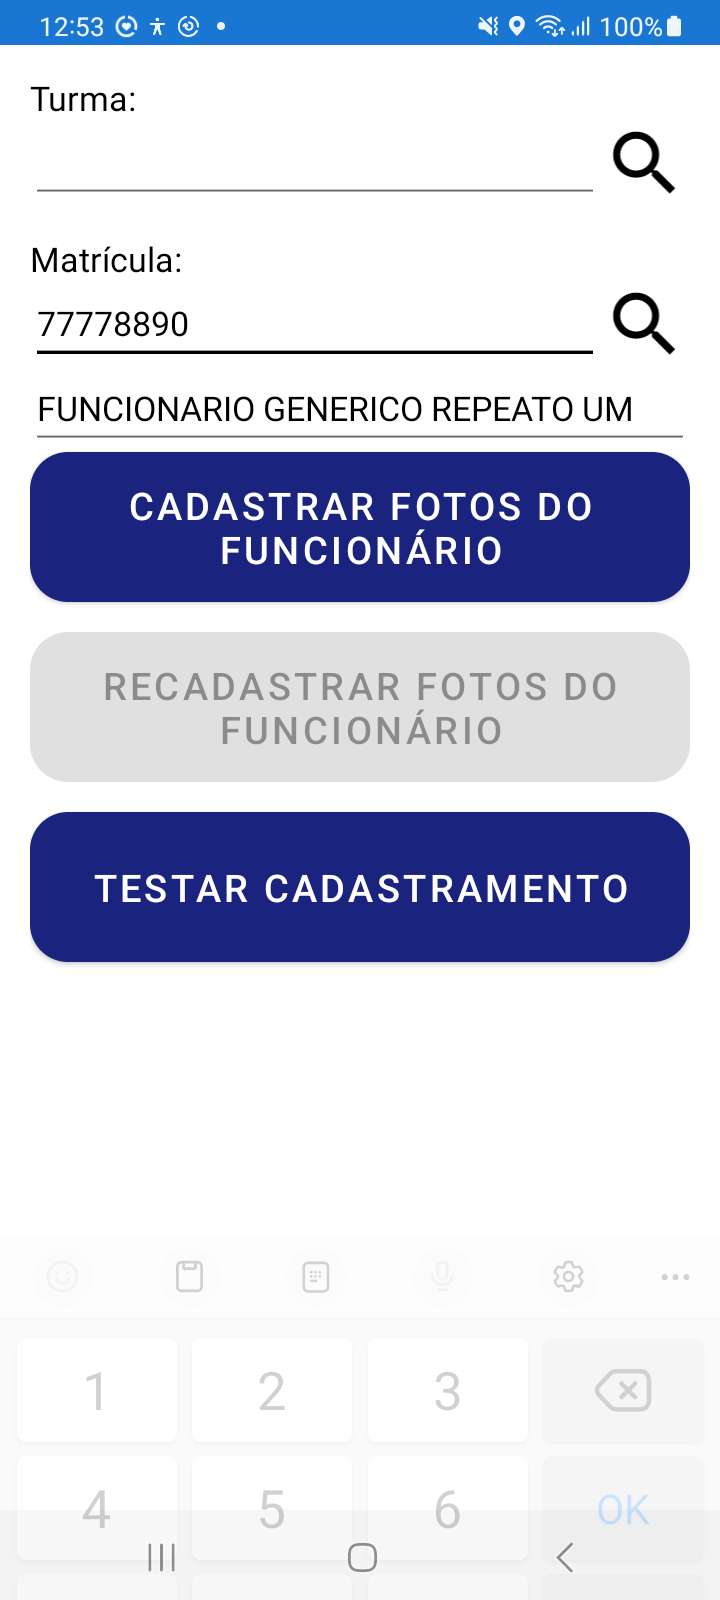 12:53 100%
Turma:
Matrícula:
77778890
FUNCIONARIO GENERICO REPEATO UM
CADASTRAR FOTOS DO
FUNCIONÁRIO
RECADASTRAR FOTOS DO
FUNCIONÁRIO
TESTAR CADASTRAMENTO
1 2 3
4 5 6 OK